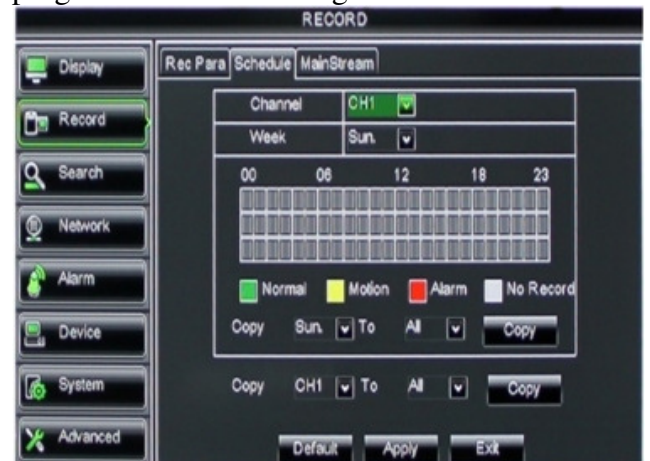 RECORD
Display
Record
Search
Network
Alarm
Device
System
Advanced
Rec Para Schedule MainStream
Channel CH1
Week Sun.
00 06 12 18 23
Normal Motion Alarm No Record
Copy Sun. To All Copy
Copy CH1 To All Copy
Default Apply Exit